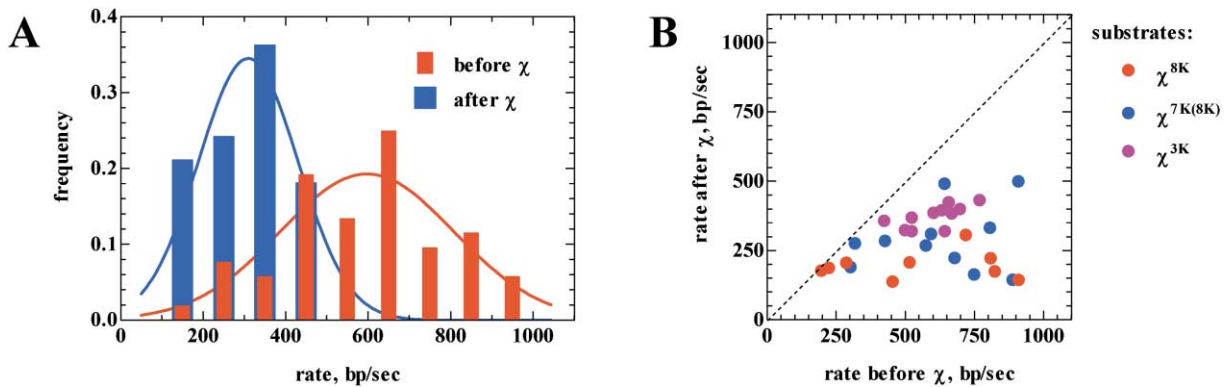 A
0.4
0.3
0.2
0.1
0.0
frequency
before χ
after χ
0
200
400
600
800
1000
rate, bp/sec
B
1000
750
500
250
0
rate after χ, bp/sec
0
250
500
750
1000
rate before χ, bp/sec
substrates:
χ8K
χ7K(8K)
χ3K